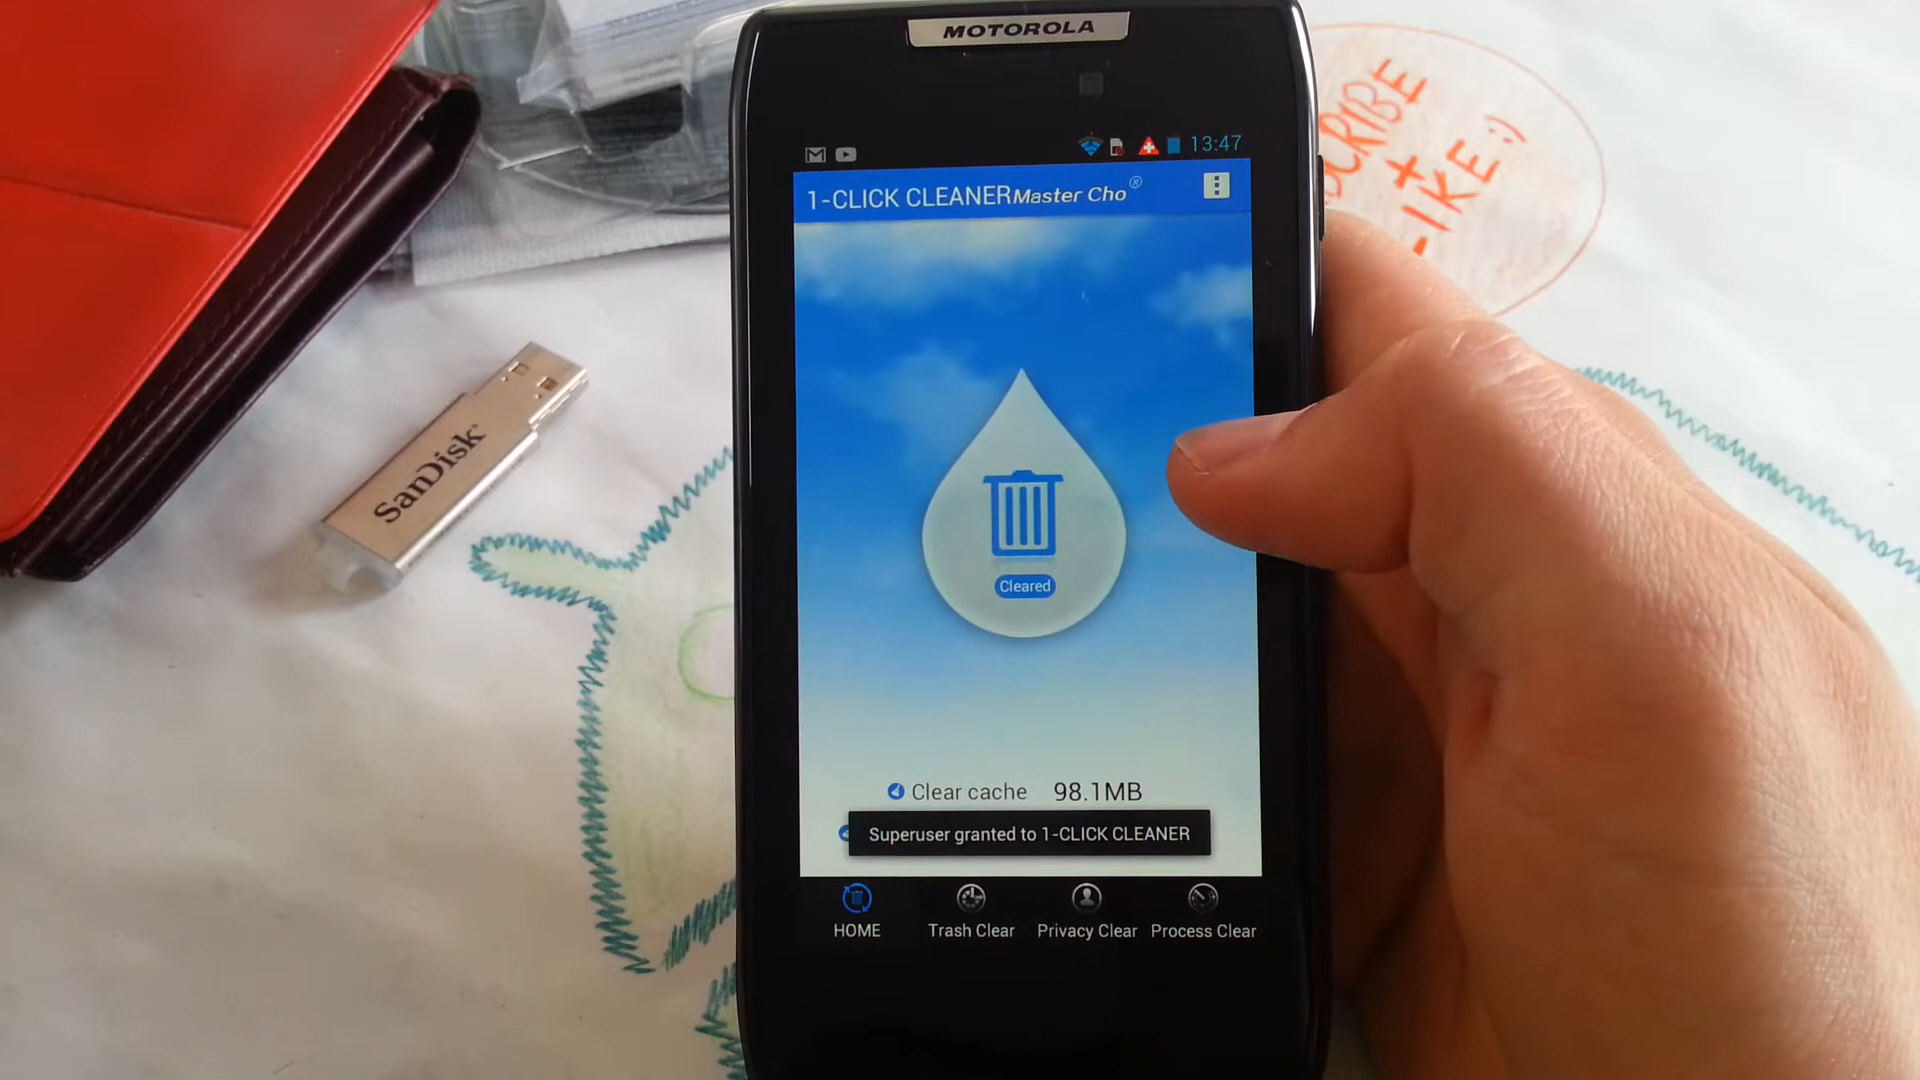 MOTOROLA
13:47
1-CLICK CLEANER Master Cho®
Cleared
Clear cache 98.1MB
Superuser granted to 1-CLICK CLEANER
HOME Trash Clear Privacy Clear Process Clear
SanDisk
+
:)